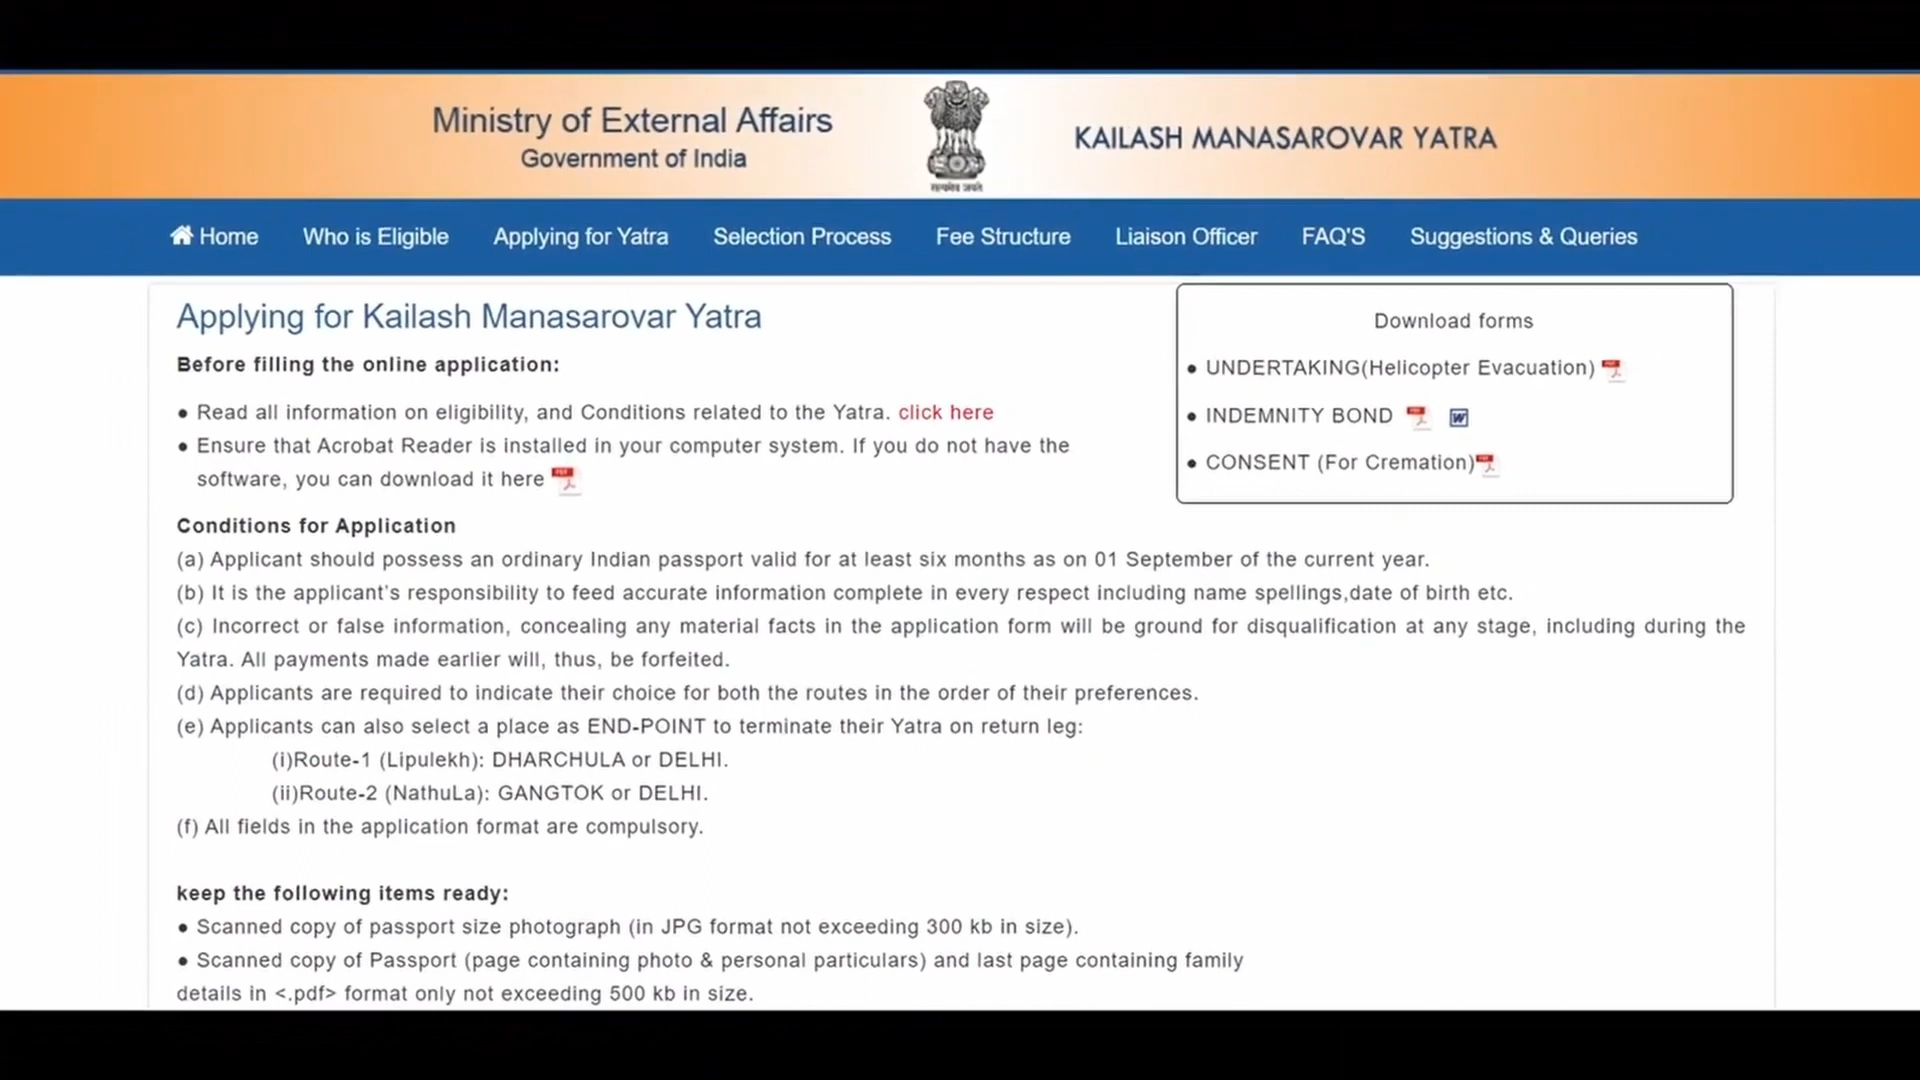 Ministry of External Affairs
Government of India
सत्यमेव जयते
KAILASH MANASAROVAR YATRA
Home Who is Eligible Applying for Yatra Selection Process Fee Structure Liaison Officer FAQ'S Suggestions & Queries
Applying for Kailash Manasarovar Yatra
Before filling the online application:
● Read all information on eligibility, and Conditions related to the Yatra. click here
● Ensure that Acrobat Reader is installed in your computer system. If you do not have the
software, you can download it here
Download forms
● UNDERTAKING(Helicopter Evacuation)
● INDEMNITY BOND
● CONSENT (For Cremation)
Conditions for Application
(a) Applicant should possess an ordinary Indian passport valid for at least six months as on 01 September of the current year.
(b) It is the applicant's responsibility to feed accurate information complete in every respect including name spellings,date of birth etc.
(c) Incorrect or false information, concealing any material facts in the application form will be ground for disqualification at any stage, including during the
Yatra. All payments made earlier will, thus, be forfeited.
(d) Applicants are required to indicate their choice for both the routes in the order of their preferences.
(e) Applicants can also select a place as END-POINT to terminate their Yatra on return leg:
(i)Route-1 (Lipulekh): DHARCHULA or DELHI.
(ii)Route-2 (NathuLa): GANGTOK or DELHI.
(f) All fields in the application format are compulsory.
keep the following items ready:
● Scanned copy of passport size photograph (in JPG format not exceeding 300 kb in size).
● Scanned copy of Passport (page containing photo & personal particulars) and last page containing family
details in <.pdf> format only not exceeding 500 kb in size.